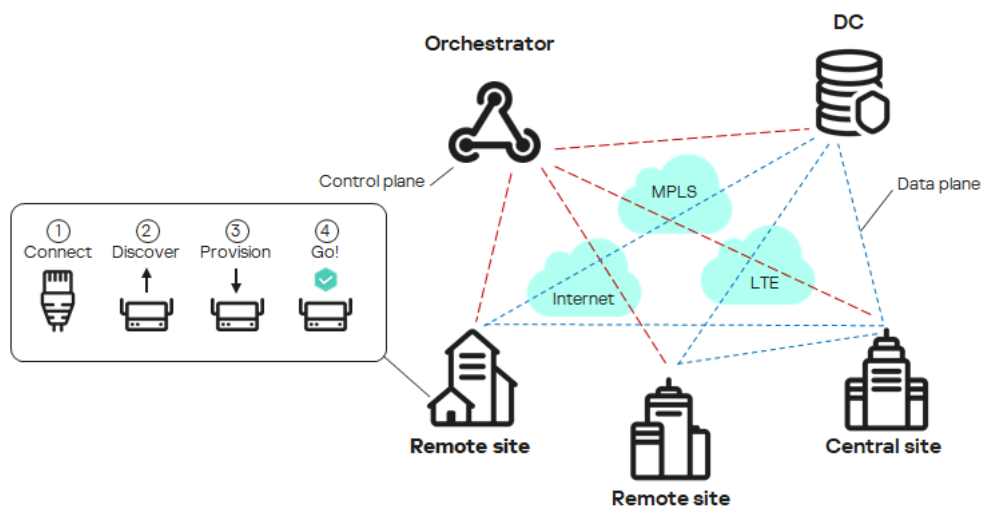 DC
Orchestrator
Control plane
MPLS
Data plane
1
Connect
2
Discover
3
Provision
4
Go!
Internet
LTE
Remote site
Central site
Remote site